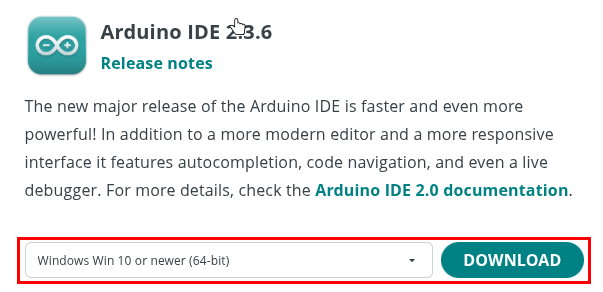 Arduino IDE 2.3.6
Release notes
The new major release of the Arduino IDE is faster and even more
powerful! In addition to a more modern editor and a more responsive
interface it features autocompletion, code navigation, and even a live
debugger. For more details, check the Arduino IDE 2.0 documentation.
Windows Win 10 or newer (64-bit)
DOWNLOAD